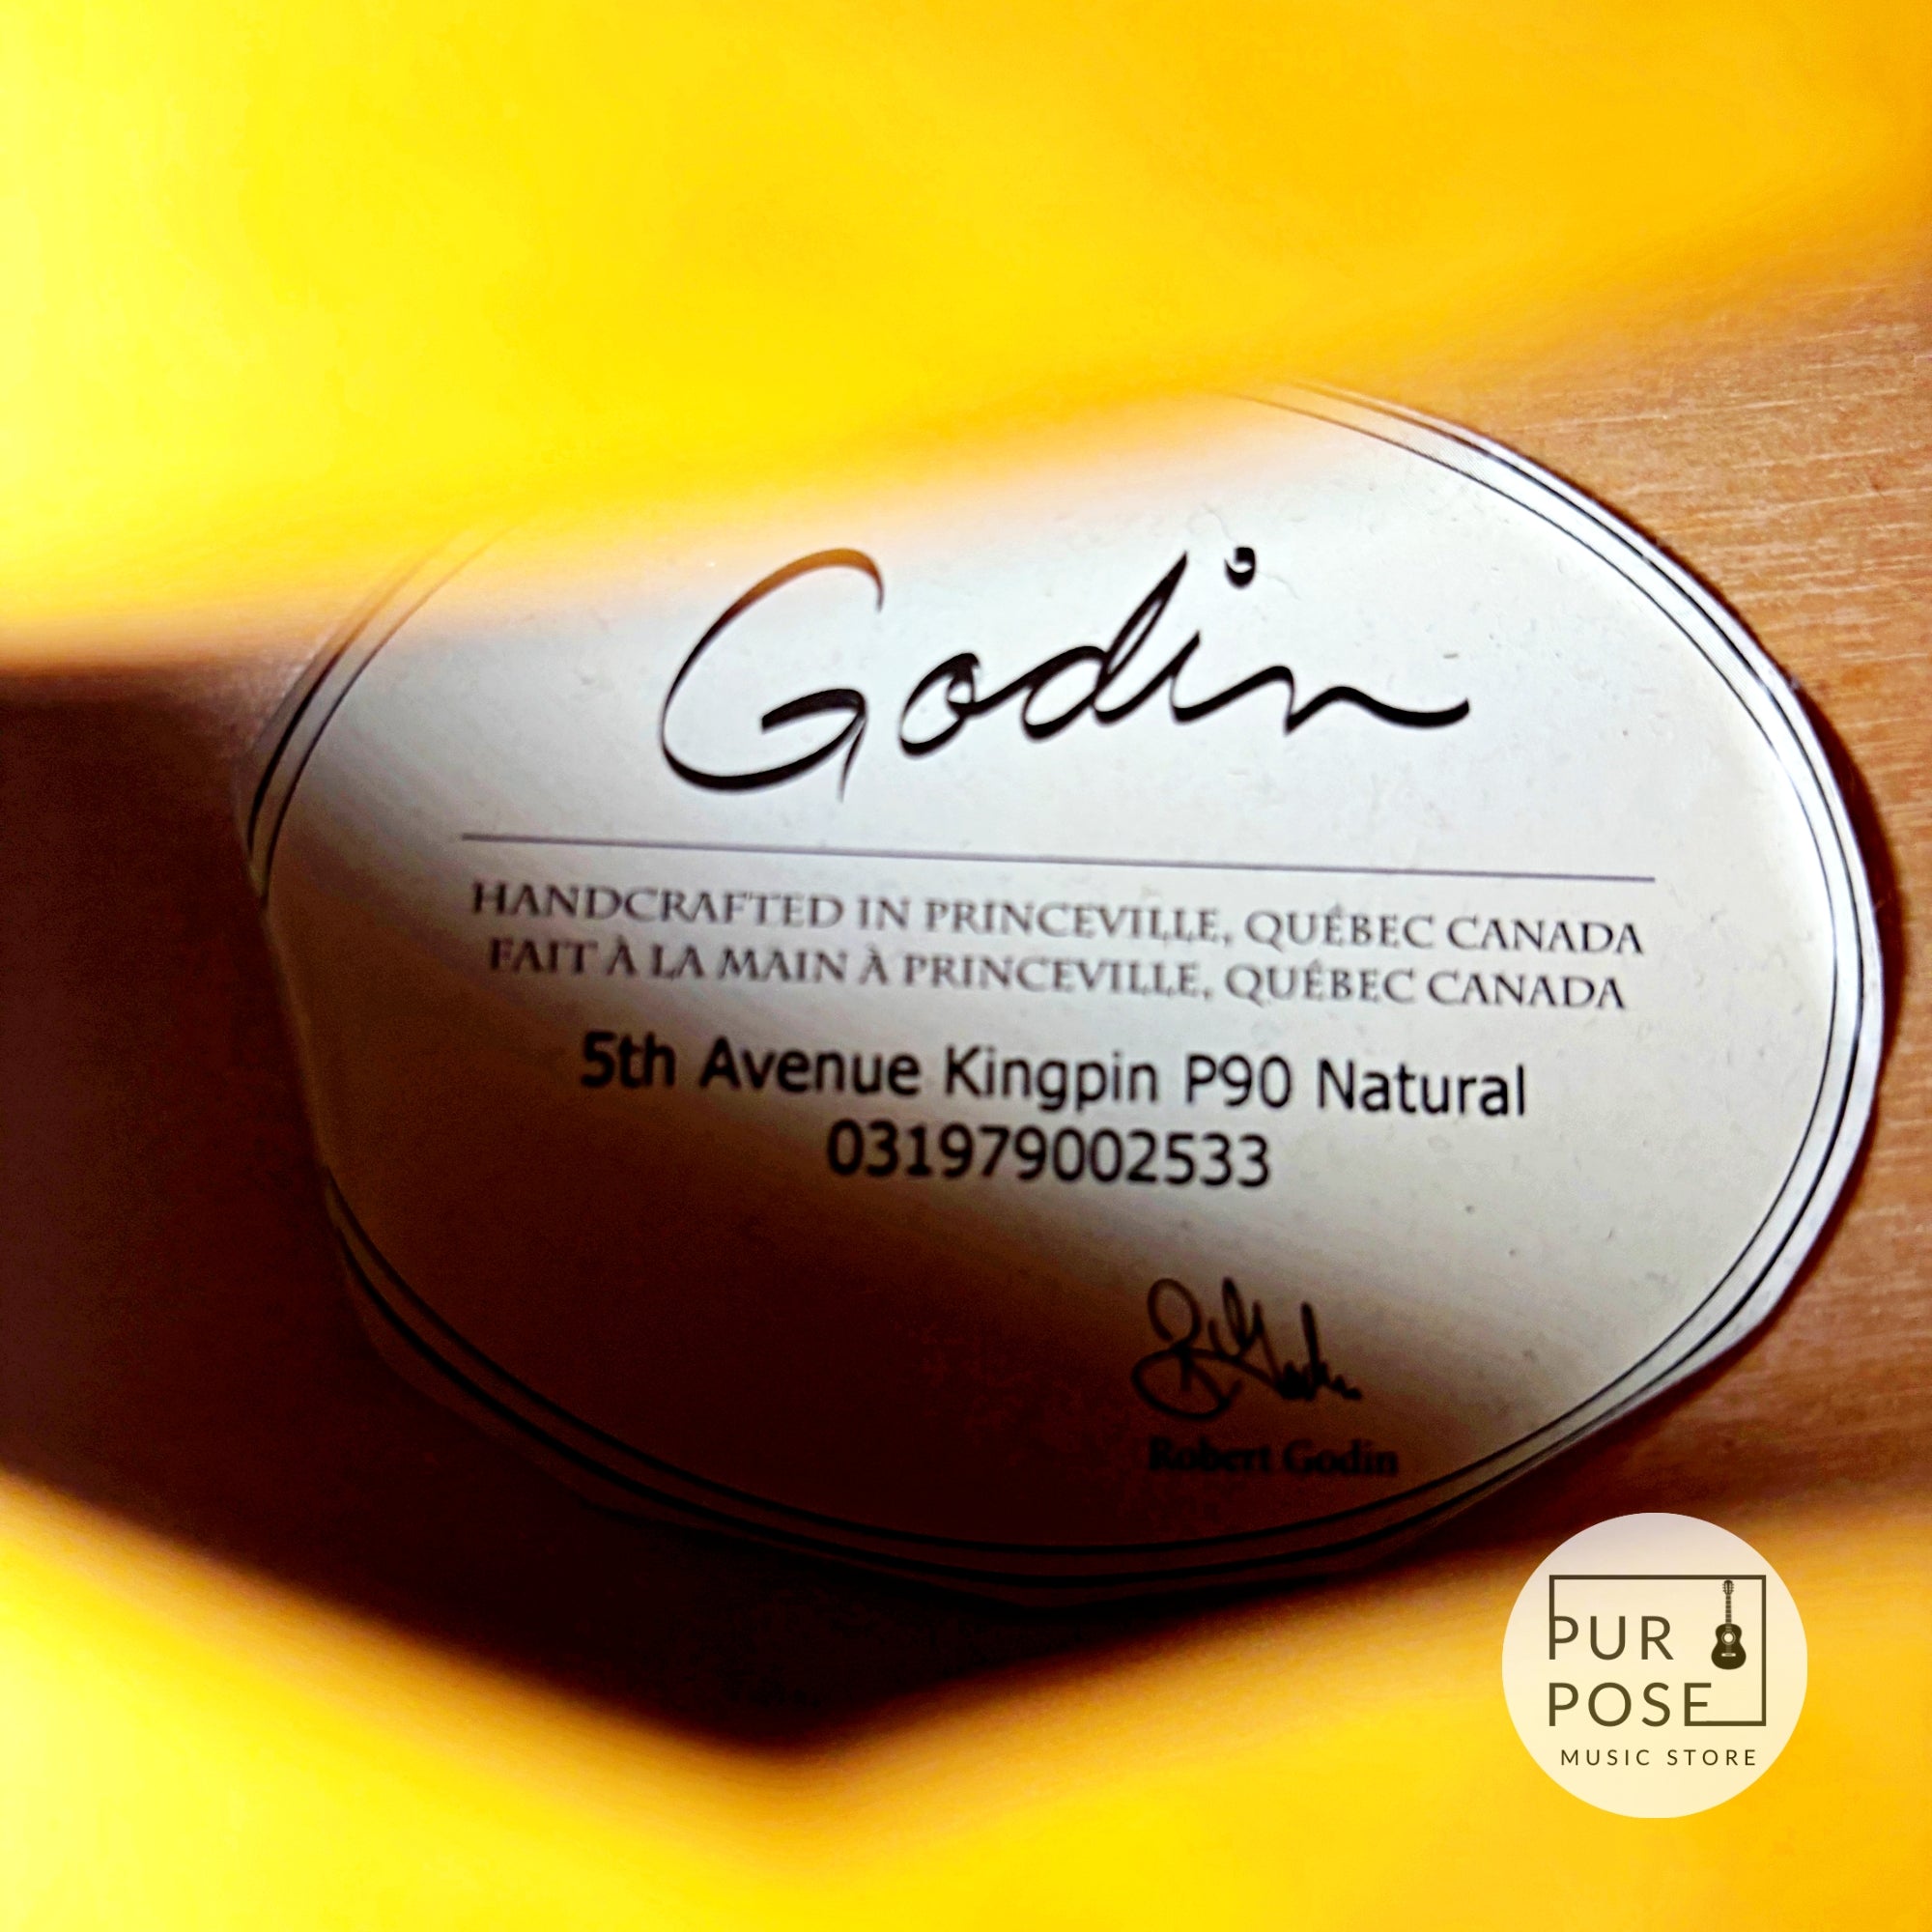 Godin
HANDCRAFTED IN PRINCEVILLE, QUÉBEC CANADA
FAIT À LA MAIN À PRINCEVILLE, QUÉBEC CANADA
5th Avenue Kingpin P90 Natural
031979002533
R Godin
Robert Godin
PUR
POSE
MUSIC STORE